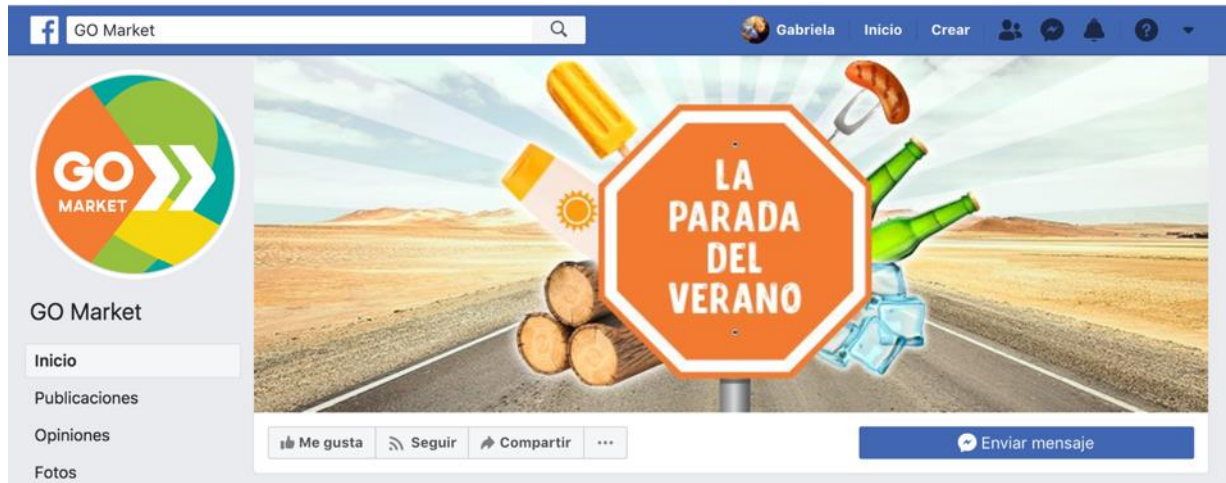 GO Market
Gabriela
Inicio
Crear
GO
MARKET
LA
PARADA
DEL
VERANO
GO Market
Inicio
Publicaciones
Opiniones
Fotos
Me gusta
Seguir
Compartir
Enviar mensaje